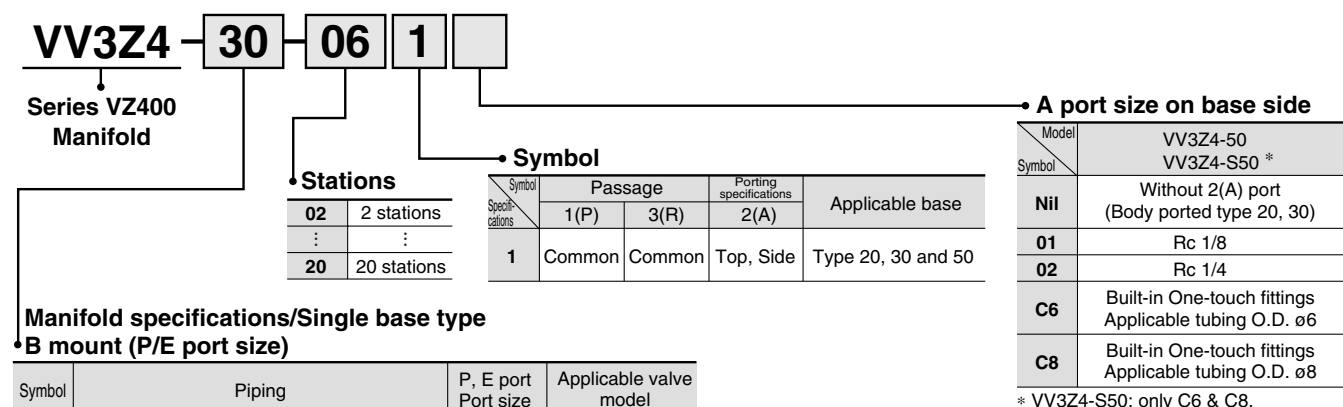 VV3Z4 - 30 - 06 1
Series VZ400
Manifold
Stations
02 2 stations
⋮ ⋮
20 20 stations
Symbol
Symbol Passage Porting specifications Applicable base
Specifi-cations 1(P) 3(R) 2(A)
1 Common Common Top, Side Type 20, 30 and 50
A port size on base side
Model VV3Z4-50
Symbol VV3Z4-S50 *
Nil Without 2(A) port
(Body ported type 20, 30)
01 Rc 1/8
02 Rc 1/4
C6 Built-in One-touch fittings
Applicable tubing O.D. ø6
C8 Built-in One-touch fittings
Applicable tubing O.D. ø8
* VV3Z4-S50: only C6 & C8.
Manifold specifications/Single base type
B mount (P/E port size)
Symbol Piping P, E port Applicable valve
Port size model